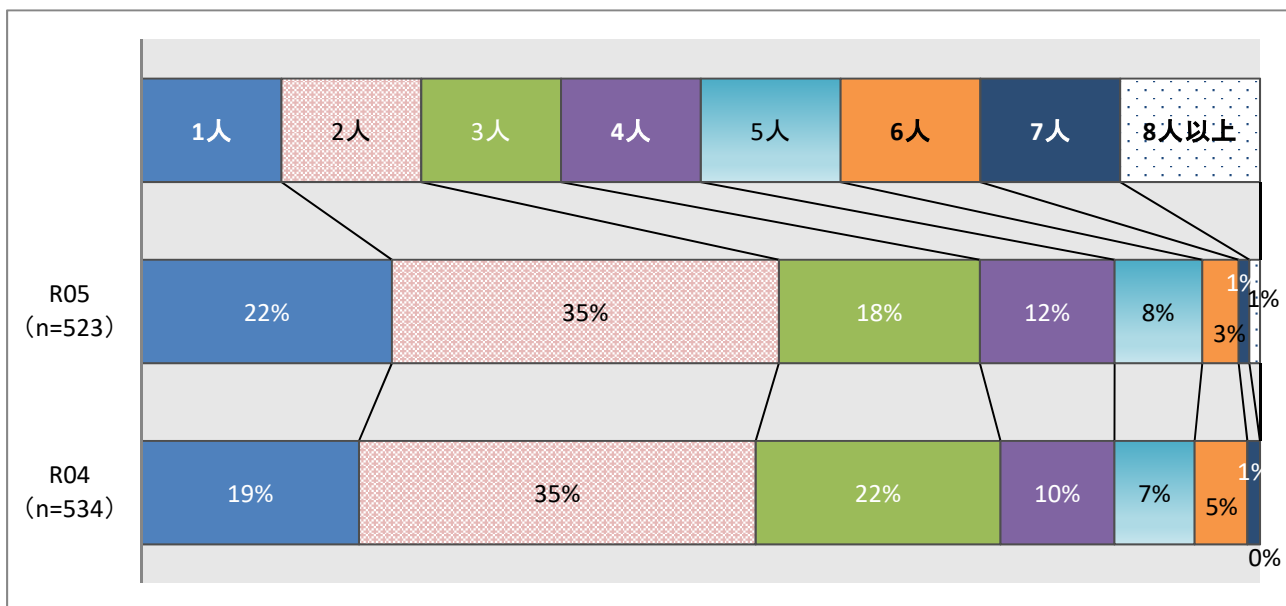 1人 2人 3人 4人 5人 6人 7人 8人以上
R05
（n=523）
22% 35% 18% 12% 8% 3% 1% 1%
R04
（n=534）
19% 35% 22% 10% 7% 5% 1% 0%